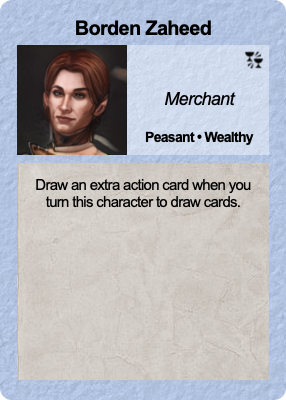 Borden Zaheed
Merchant
Peasant • Wealthy
Draw an extra action card when you
turn this character to draw cards.